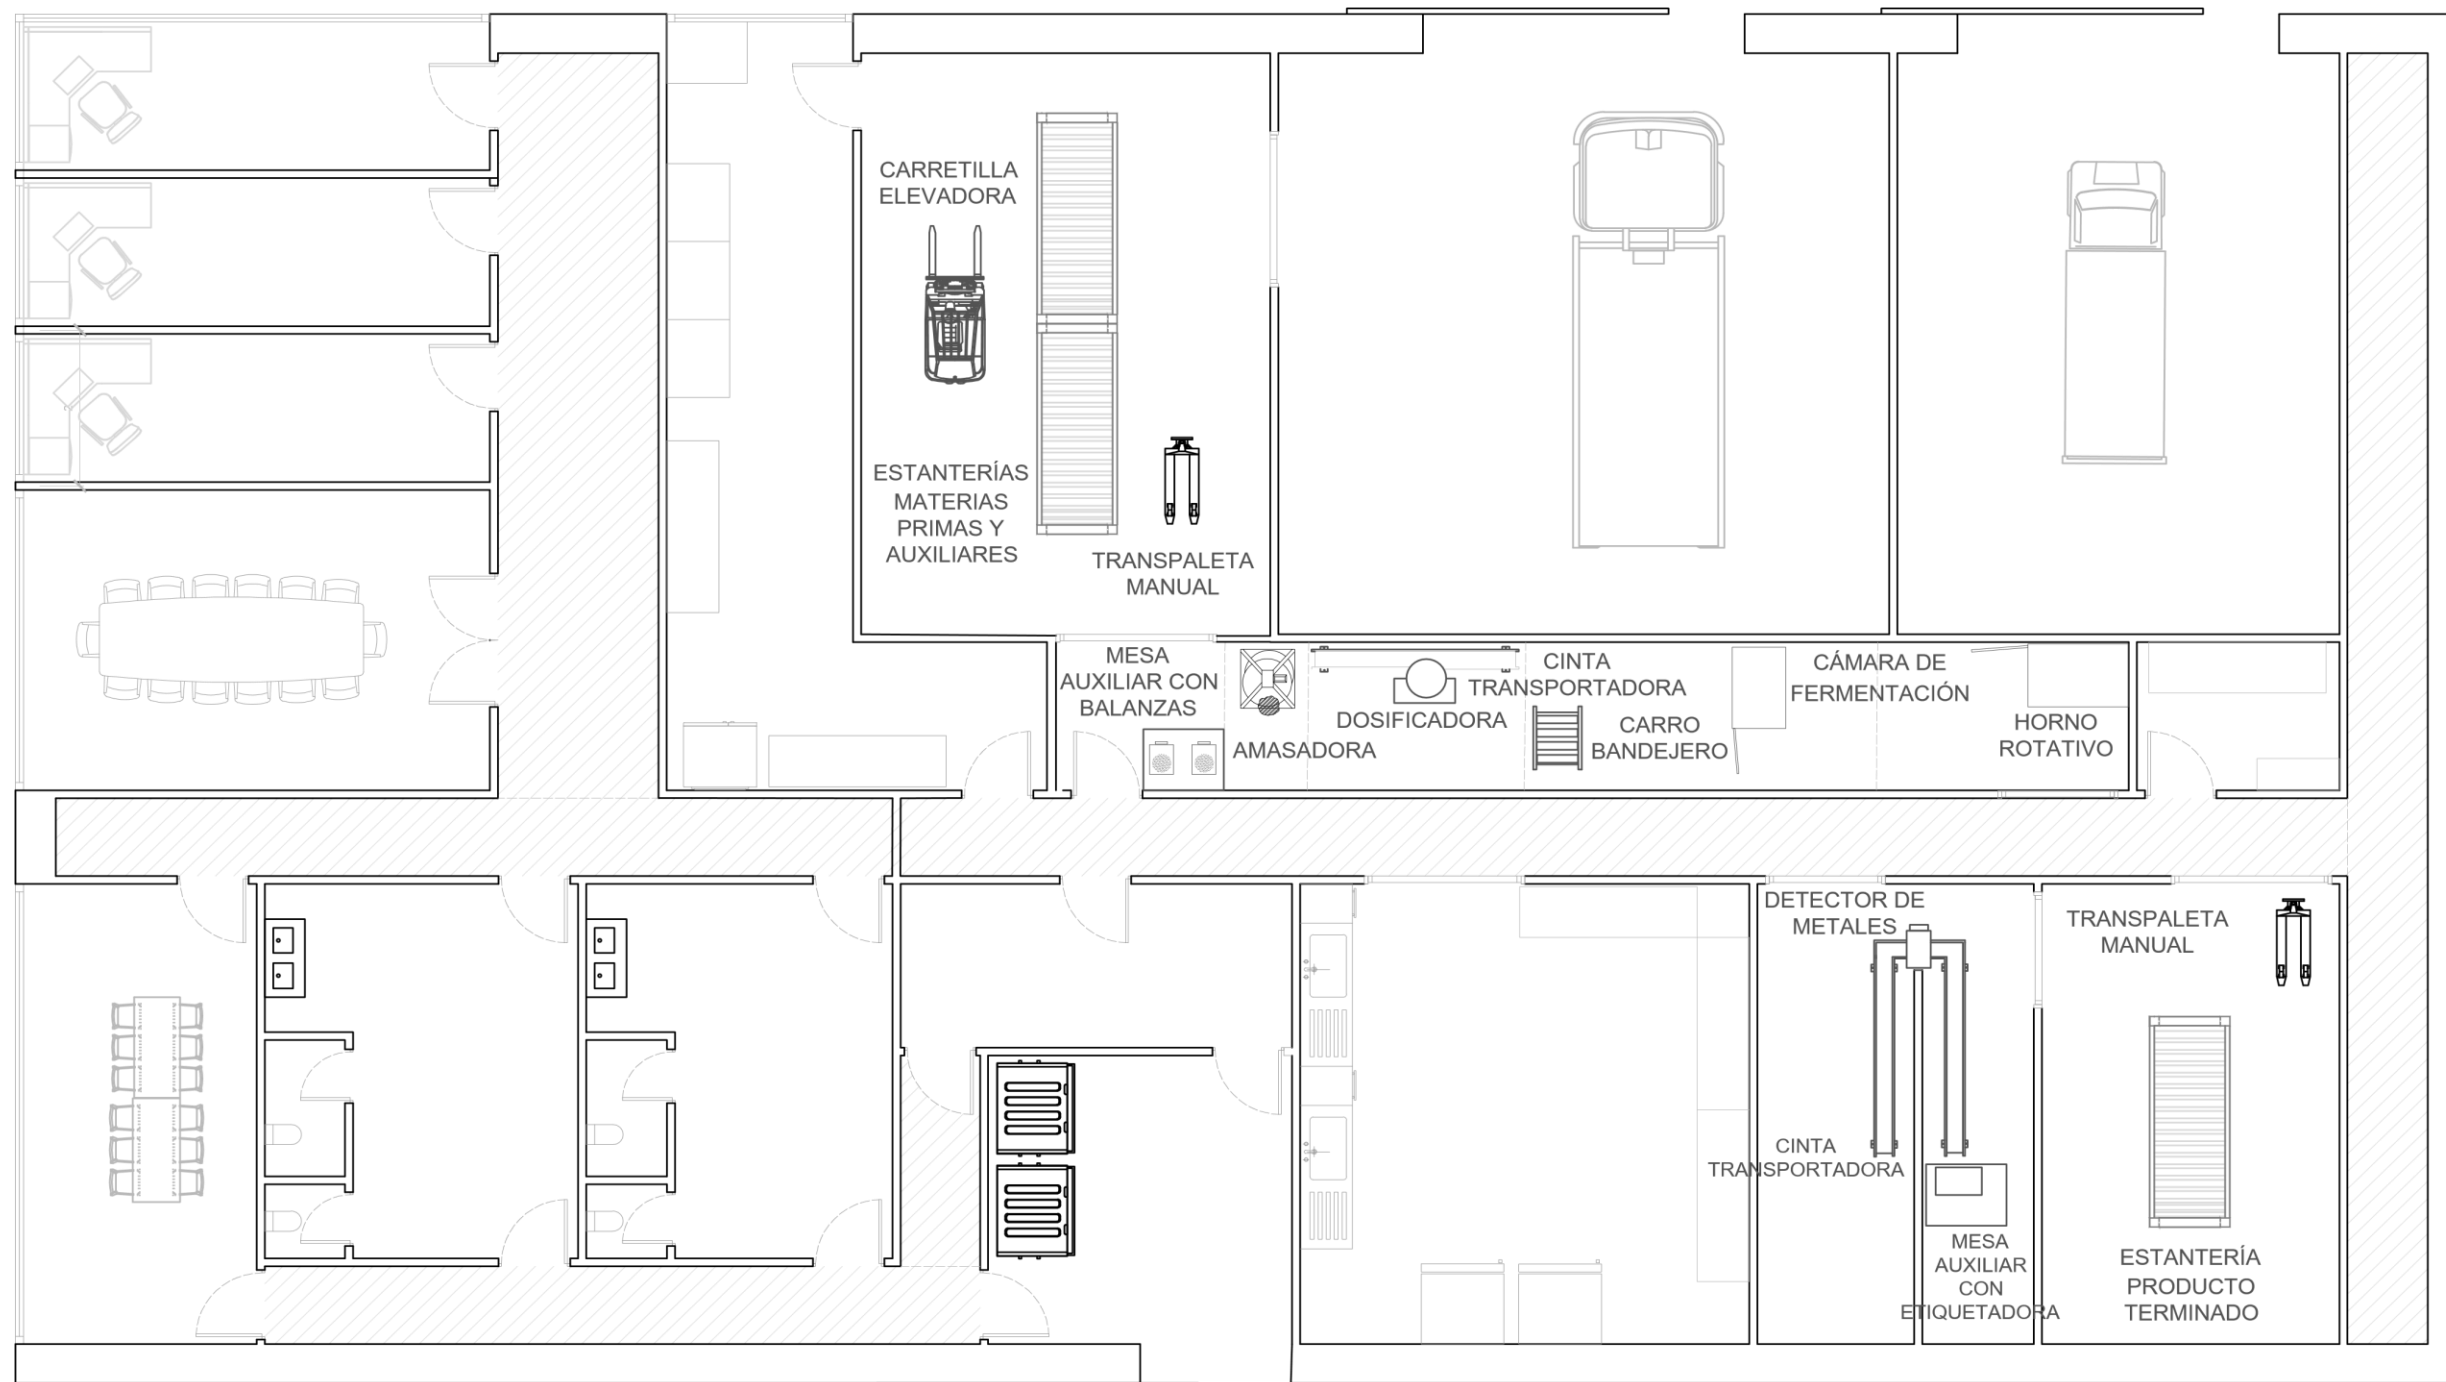 CARRETILLA
ELEVADORA
ESTANTERÍAS
MATERIAS
PRIMAS Y
AUXILIARES
TRANSPALETA
MANUAL
MESA
AUXILIAR CON
BALANZAS
AMASADORA
DOSIFICADORA
CINTA
TRANSPORTADORA
CARRO
BANDEJERO
CÁMARA DE
FERMENTACIÓN
HORNO
ROTATIVO
DETECTOR DE
METALES
CINTA
TRANSPORTADORA
MESA
AUXILIAR
CON
ETIQUETADORA
TRANSPALETA
MANUAL
ESTANTERÍA
PRODUCTO
TERMINADO